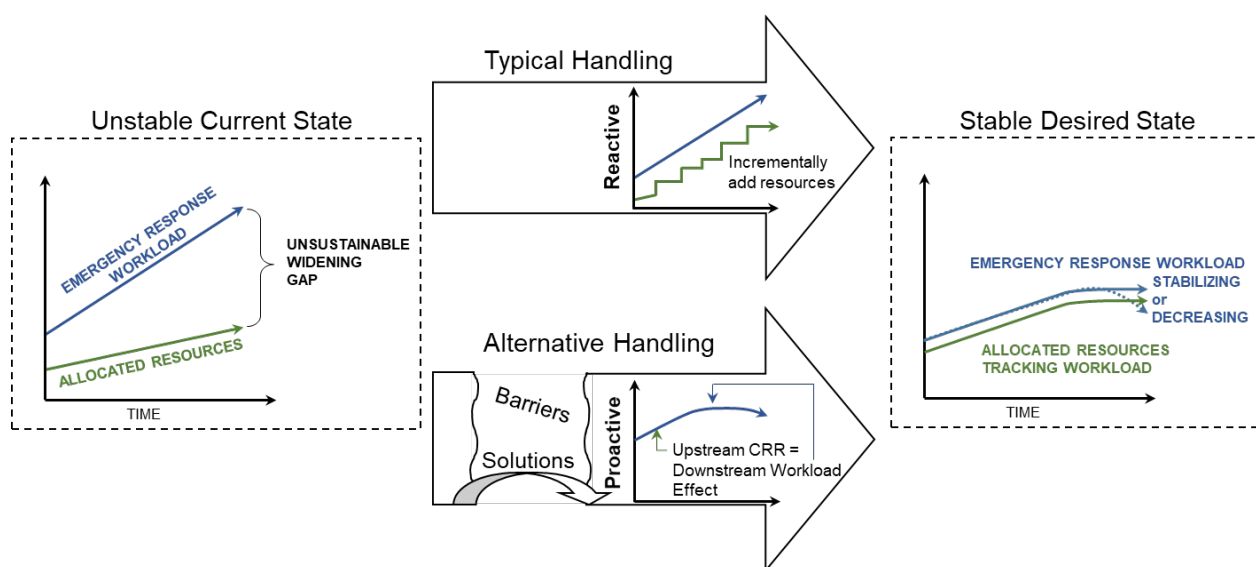 Unstable Current State
EMERGENCY RESPONSE
WORKLOAD
UNSUSTAINABLE
WIDENING
GAP
ALLOCATED RESOURCES
TIME
Typical Handling
Reactive
Incrementally
add resources
Alternative Handling
Barriers
Solutions
Proactive
Upstream CRR =
Downstream Workload
Effect
Stable Desired State
EMERGENCY RESPONSE WORKLOAD
STABILIZING
or
DECREASING
ALLOCATED RESOURCES
TRACKING WORKLOAD
TIME